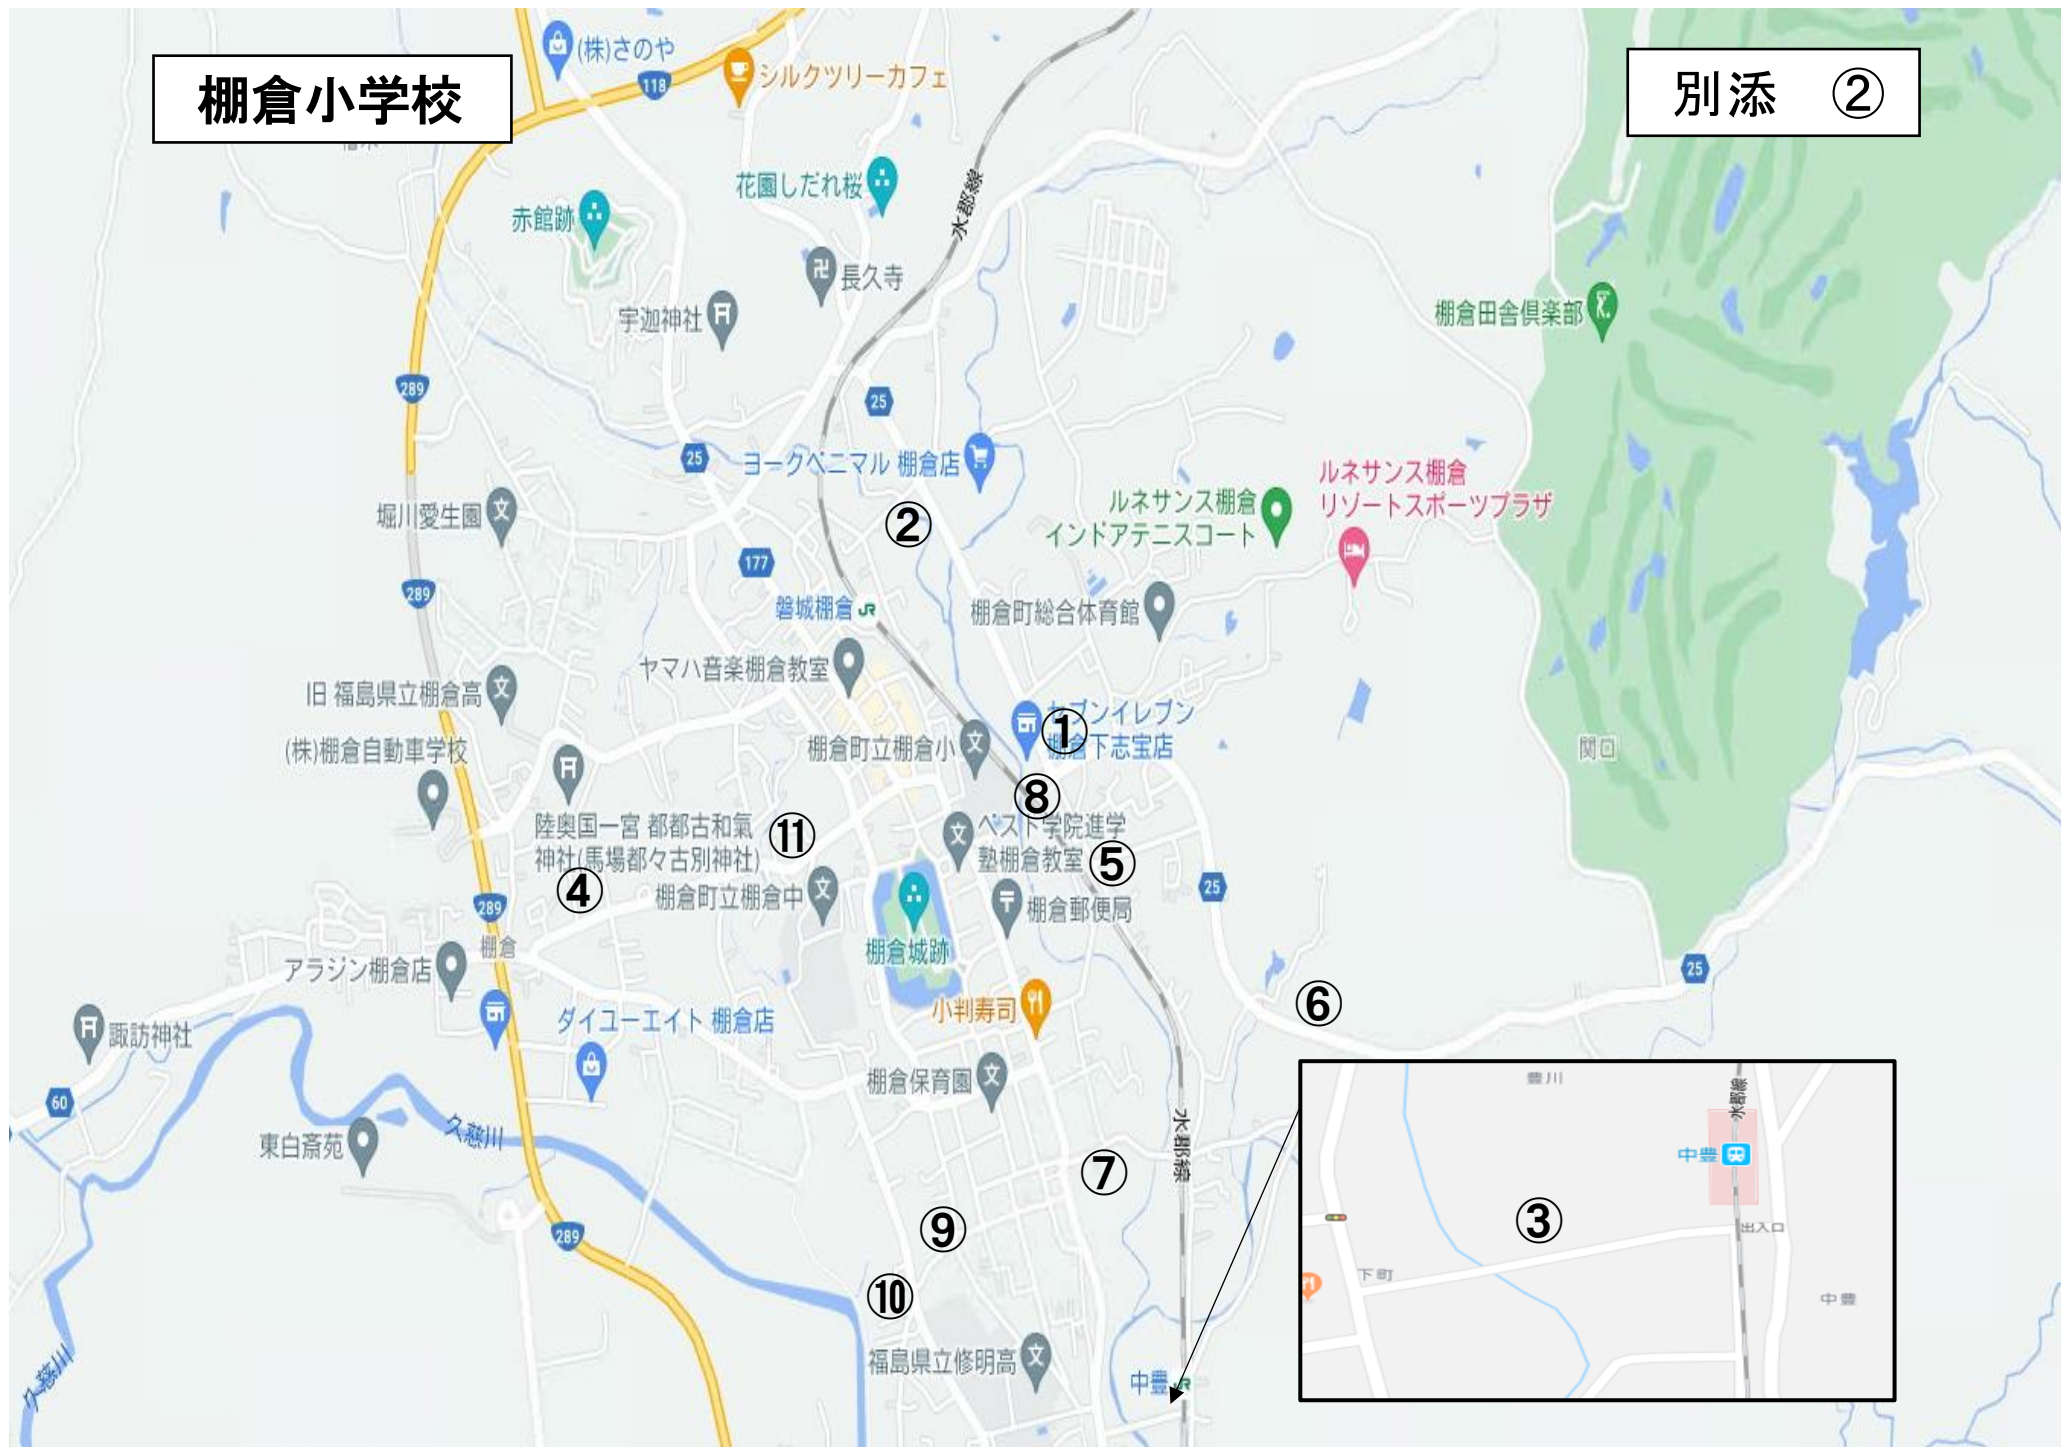 棚倉小学校
別添 ②
(株)さのや
118
シルクツリーカフェ
花園しだれ桜
水郡線
赤館跡
長久寺
宇迦神社
棚倉田舎倶楽部
289
25
25
ヨークベニマル 棚倉店
ルネサンス棚倉
リゾートスポーツプラザ
ルネサンス棚倉
インドアテニスコート
堀川愛生園
②
177
289
磐城棚倉
JR
棚倉町総合体育館
ヤマハ音楽棚倉教室
旧 福島県立棚倉高
セブンイレブン
棚倉下志宝店
①
(株)棚倉自動車学校
棚倉町立棚倉小
関口
⑧
陸奥国一宮 都都古和氣
神社(馬場都々古別神社)
⑪
ベスト学院進学
塾棚倉教室
⑤
④
棚倉町立棚倉中
25
289
棚倉郵便局
棚倉
棚倉城跡
アラジン棚倉店
25
小判寿司
⑥
ダイユーエイト 棚倉店
諏訪神社
棚倉保育園
60
久慈川
東白斎苑
水郡線
⑦
豊川
水郡線
中豊
③
出入口
下町
中豊
⑨
289
⑩
福島県立修明高
中豊
JR
久慈川